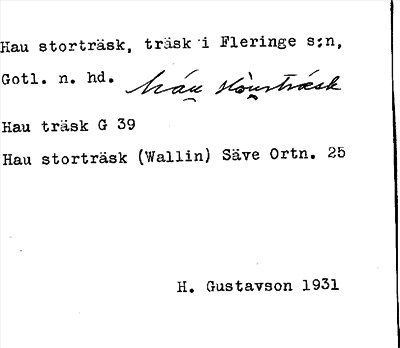 Hau storträsk, träsk i Fleringe s:n,
Gotl. n. hd.
Hau träsk G 39
Hau storträsk (Wallin) Säve Ortn. 25
H. Gustavson 1931